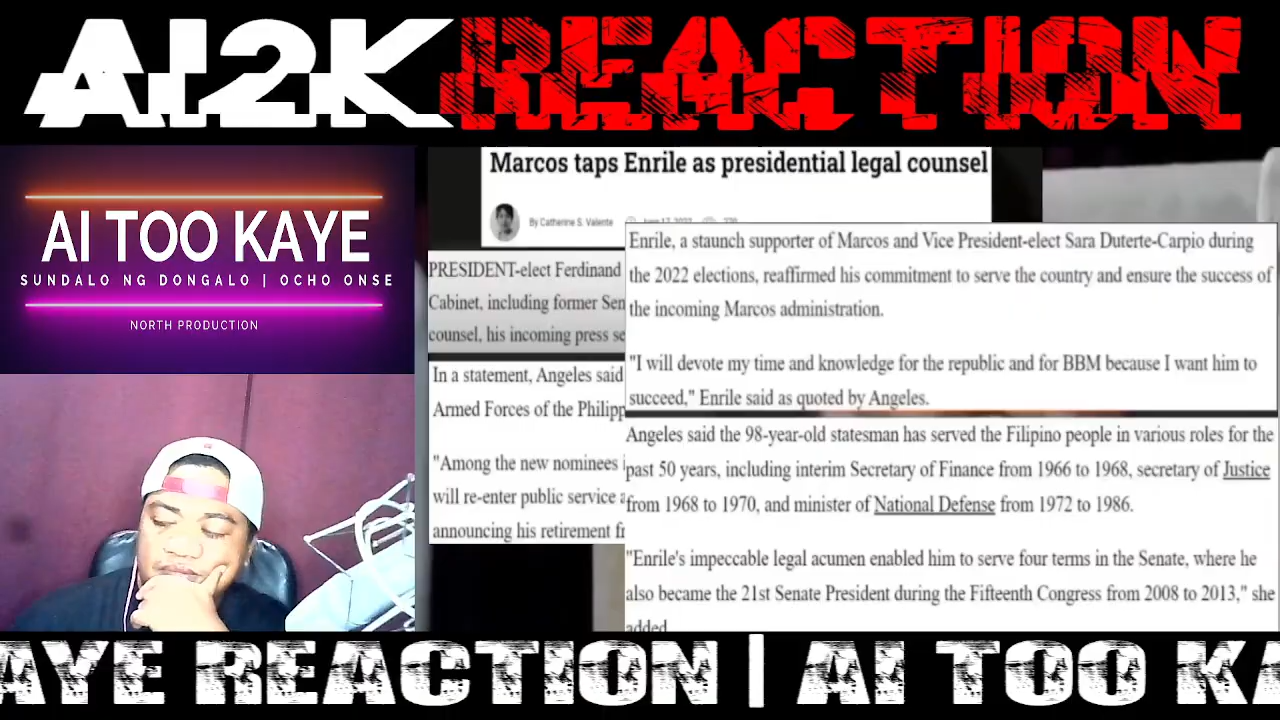 AI2K REACTION
AI TOO KAYE
SUNDALO NG DONGALO | OCHO ONSE
NORTH PRODUCTION
Marcos taps Enrile as presidential legal counsel
By Catherine S. Valente June 17, 2022 270
PRESIDENT-elect Ferdinand
Cabinet, including former Sen
counsel, his incoming press se
In a statement, Angeles said
Armed Forces of the Philipp
"Among the new nominees i
will re-enter public service a
announcing his retirement fr
Enrile, a staunch supporter of Marcos and Vice President-elect Sara Duterte-Carpio during
the 2022 elections, reaffirmed his commitment to serve the country and ensure the success of
the incoming Marcos administration.
"I will devote my time and knowledge for the republic and for BBM because I want him to
succeed," Enrile said as quoted by Angeles.
Angeles said the 98-year-old statesman has served the Filipino people in various roles for the
past 50 years, including interim Secretary of Finance from 1966 to 1968, secretary of Justice
from 1968 to 1970, and minister of National Defense from 1972 to 1986.
"Enrile's impeccable legal acumen enabled him to serve four terms in the Senate, where he
also became the 21st Senate President during the Fifteenth Congress from 2008 to 2013," she
added
AYE REACTION | AI TOO KA